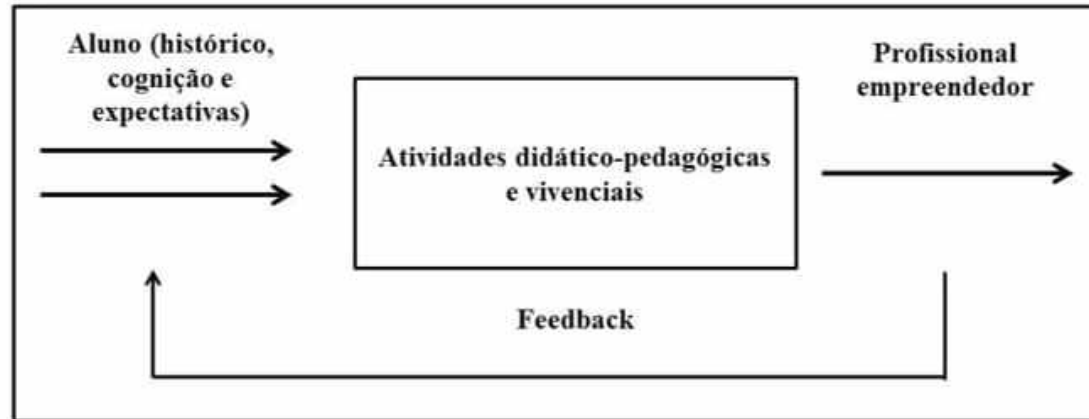 Aluno (histórico,
cognição e
expectativas)
Profissional
empreendedor
Atividades didático-pedagógicas
e vivenciais
Feedback